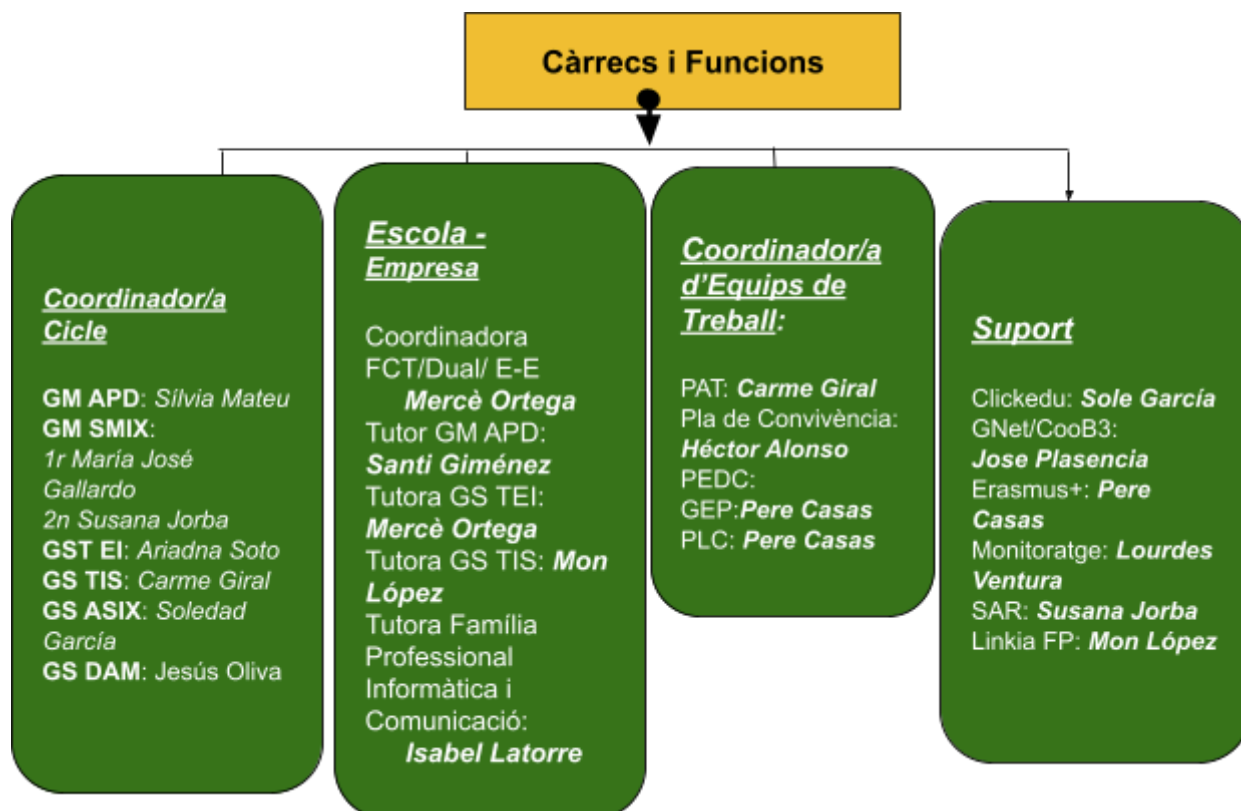 Càrrecs i Funcions
Coordinador/a
Cicle
GM APD: Sílvia Mateu
GM SMIX:
1r María José
Gallardo
2n Susana Jorba
GST EI: Ariadna Soto
GS TIS: Carme Giral
GS ASIX: Soledad
García
GS DAM: Jesús Oliva
Escola -
Empresa
Coordinadora
FCT/Dual/ E-E
Mercè Ortega
Tutor GM APD:
Santi Giménez
Tutora GS TEI:
Mercè Ortega
Tutora GS TIS: Mon
López
Tutora Família
Professional
Informàtica i
Comunicació:
Isabel Latorre
Coordinador/a
d'Equips de
Treball:
PAT: Carme Giral
Pla de Convivència:
Héctor Alonso
PEDC:
GEP:Pere Casas
PLC: Pere Casas
Suport
Clickedu: Sole García
GNet/CooB3:
Jose Plasencia
Erasmus+: Pere
Casas
Monitoratge: Lourdes
Ventura
SAR: Susana Jorba
Linkia FP: Mon López